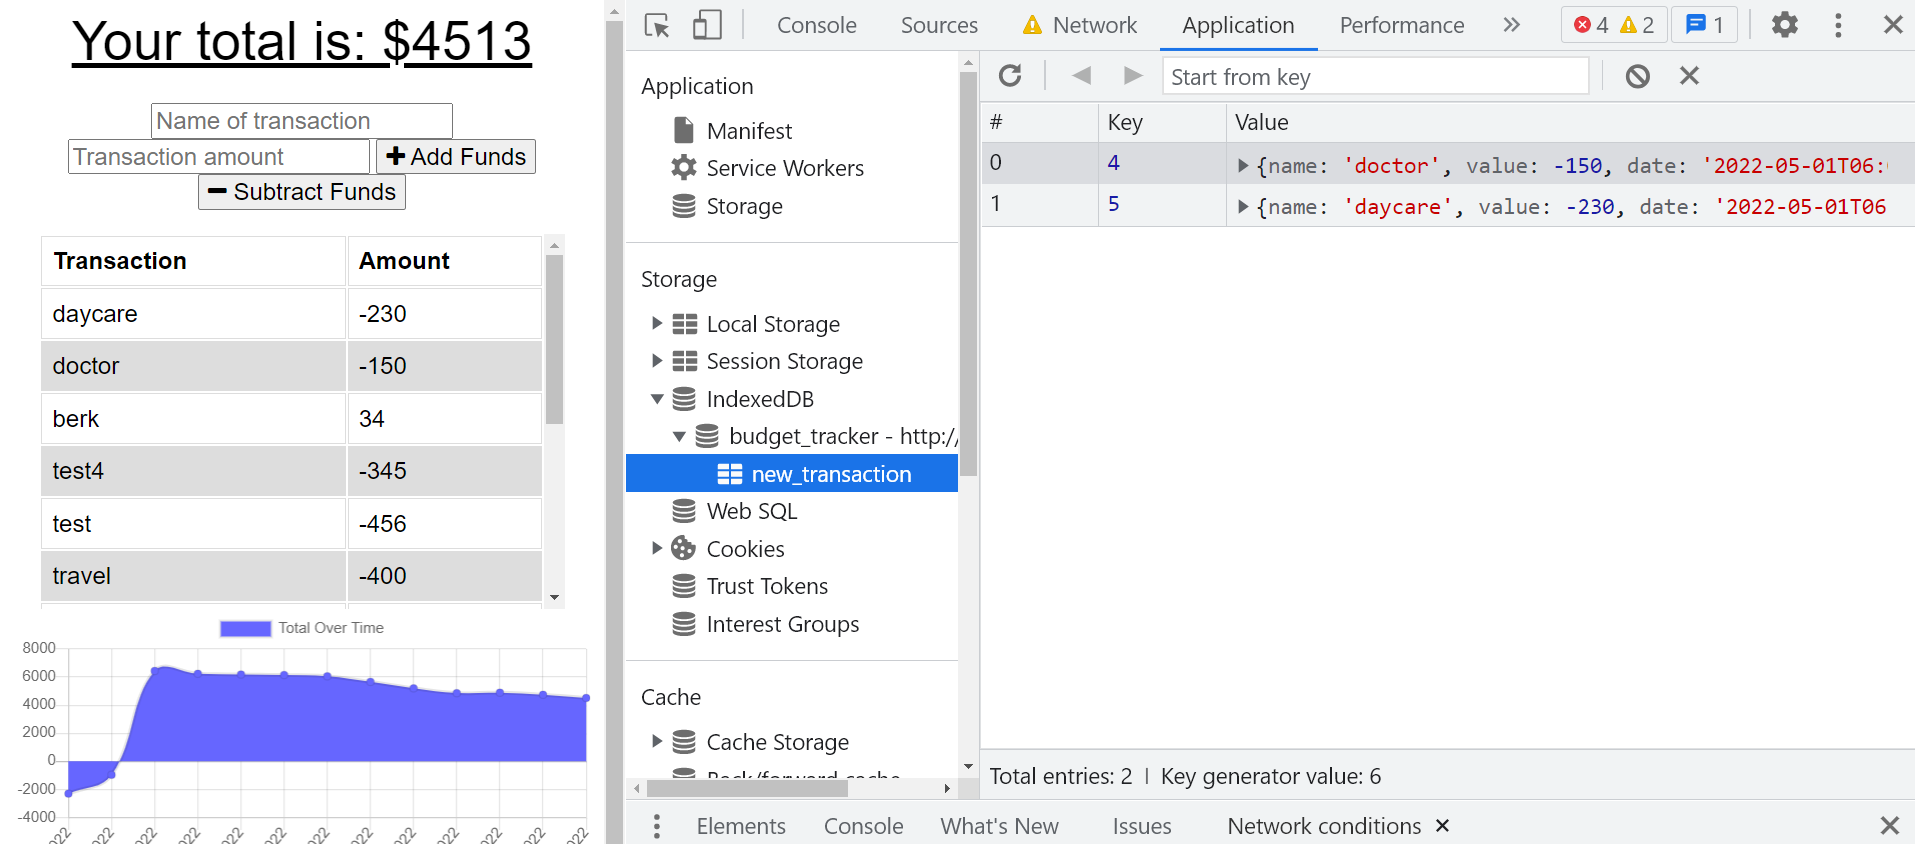 Your total is: $4513
Name of transaction
Transaction amount
Add Funds
Subtract Funds
Transaction Amount
daycare -230
doctor -150
berk 34
test4 -345
test -456
travel -400
Total Over Time
8000
6000
4000
2000
0
-2000
-4000
Console Sources Network Application Performance 4 2 1
Application
Manifest
Service Workers
Storage
Storage
Local Storage
Session Storage
IndexedDB
budget_tracker - http:/
new_transaction
Web SQL
Cookies
Trust Tokens
Interest Groups
Cache
Cache Storage
Back/forward cache
Start from key
# Key Value
0 4 {name: 'doctor', value: -150, date: '2022-05-01T06:
1 5 {name: 'daycare', value: -230, date: '2022-05-01T06
Total entries: 2 | Key generator value: 6
Elements Console What's New Issues Network conditions